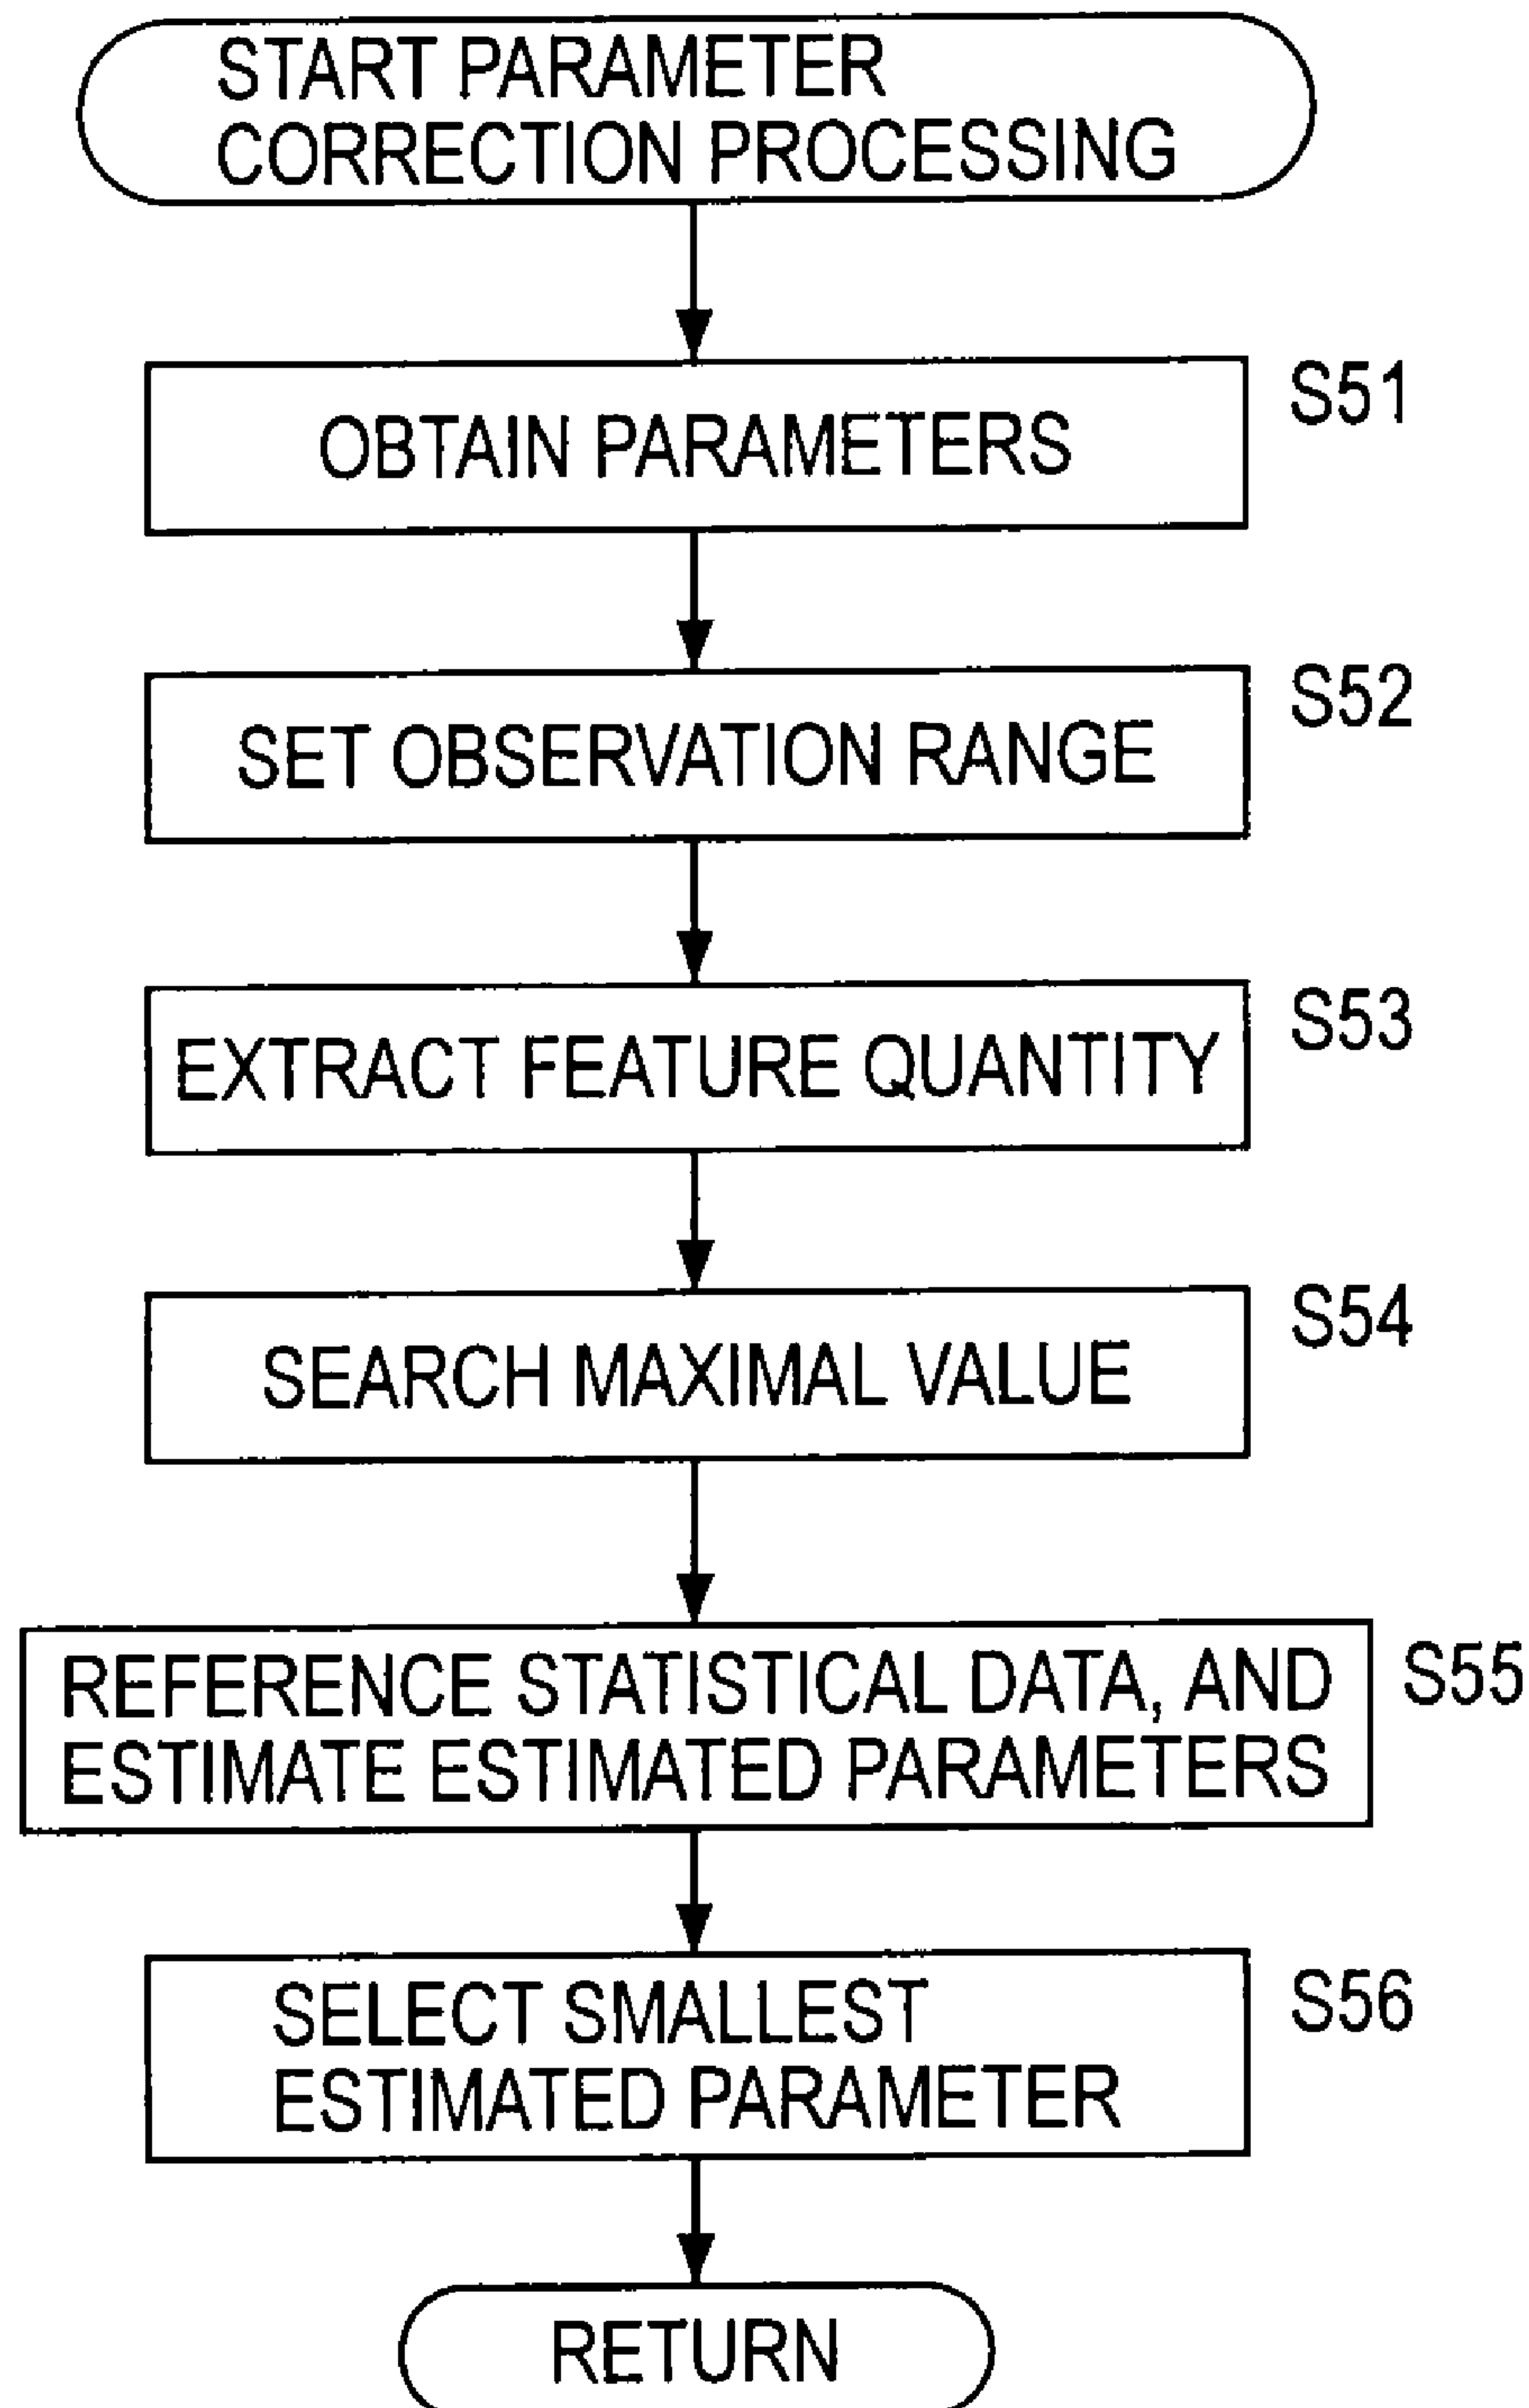 START PARAMETER
CORRECTION PROCESSING
OBTAIN PARAMETERS
S51
SET OBSERVATION RANGE
S52
EXTRACT FEATURE QUANTITY
S53
SEARCH MAXIMAL VALUE
S54
REFERENCE STATISTICAL DATA, AND
ESTIMATE ESTIMATED PARAMETERS
S55
SELECT SMALLEST
ESTIMATED PARAMETER
S56
RETURN